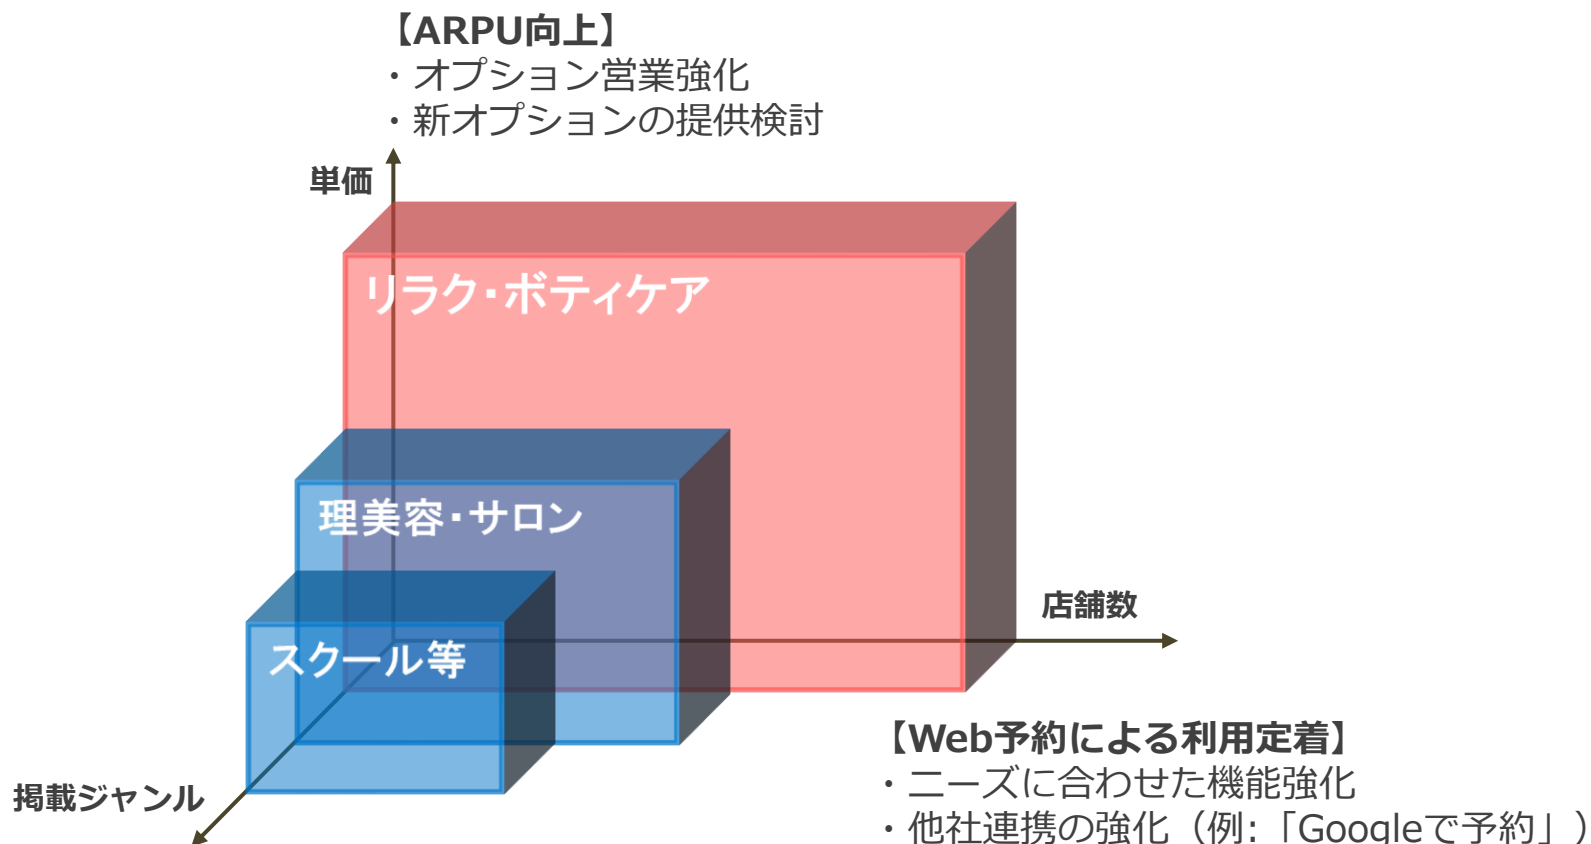 【ARPU向上】
・オプション営業強化
・新オプションの提供検討
単価
リラク・ボティケア
理美容・サロン
店舗数
スクール等
【Web予約による利用定着】
・ニーズに合わせた機能強化
掲載ジャンル
・他社連携の強化（例:「Googleで予約」）